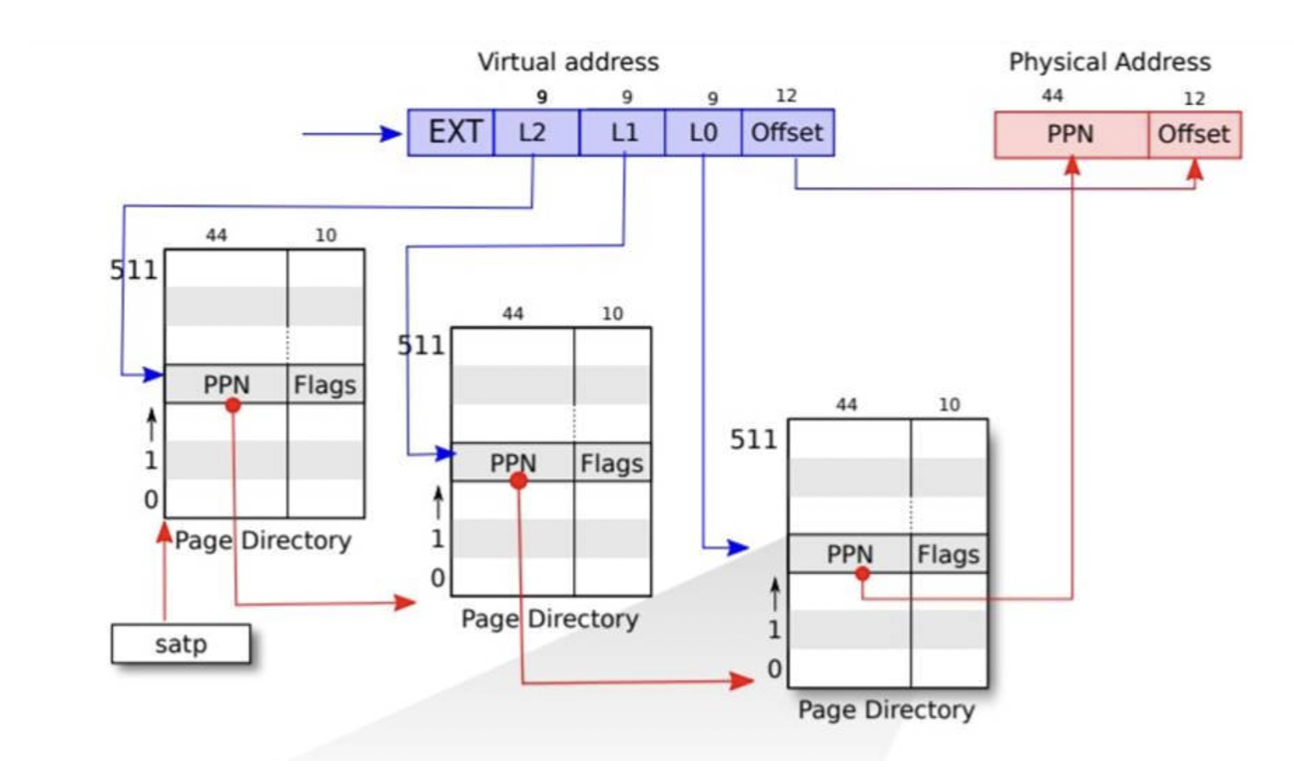 Virtual address
Physical Address
9 9 9 12
44 12
EXT L2 L1 L0 Offset
PPN Offset
44 10
511
PPN Flags
1
0
Page Directory
satp
44 10
511
PPN Flags
1
0
Page Directory
44 10
511
PPN Flags
1
0
Page Directory